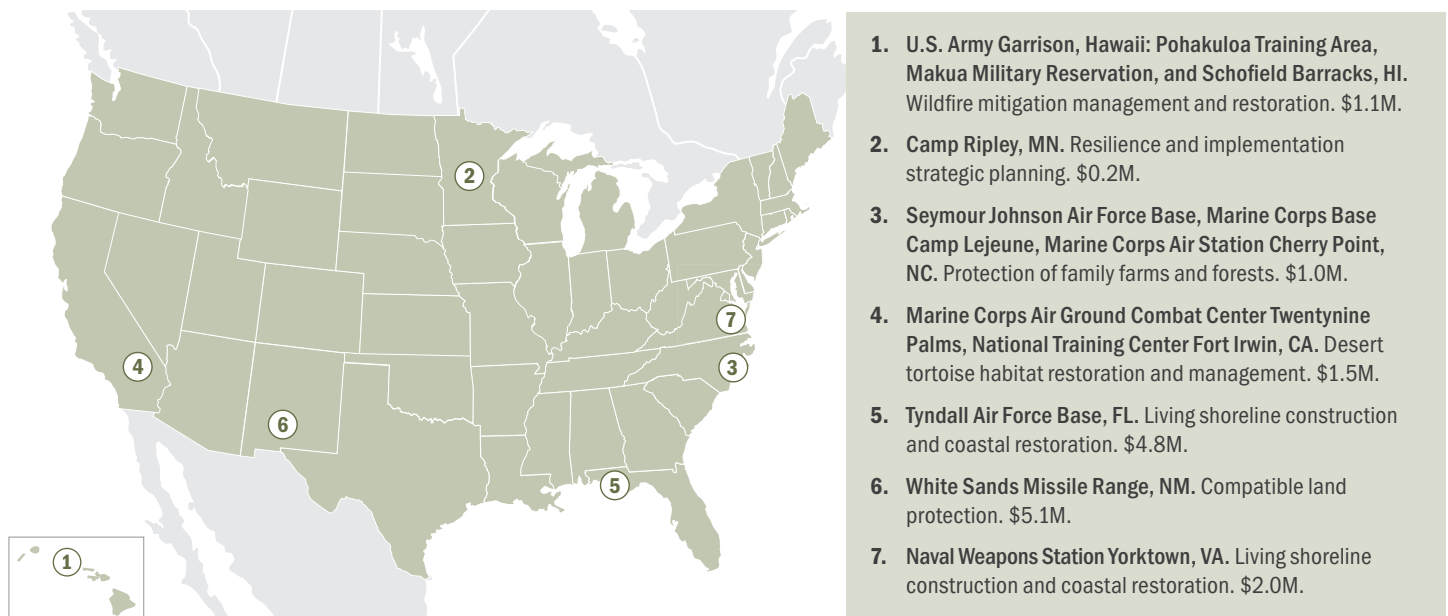 2
7
4
3
6
5
1
1. U.S. Army Garrison, Hawaii: Pohakuloa Training Area,
Makua Military Reservation, and Schofield Barracks, HI.
Wildfire mitigation management and restoration. $1.1M.
2. Camp Ripley, MN. Resilience and implementation
strategic planning. $0.2M.
3. Seymour Johnson Air Force Base, Marine Corps Base
Camp Lejeune, Marine Corps Air Station Cherry Point,
NC. Protection of family farms and forests. $1.0M.
4. Marine Corps Air Ground Combat Center Twentynine
Palms, National Training Center Fort Irwin, CA. Desert
tortoise habitat restoration and management. $1.5M.
5. Tyndall Air Force Base, FL. Living shoreline construction
and coastal restoration. $4.8M.
6. White Sands Missile Range, NM. Compatible land
protection. $5.1M.
7. Naval Weapons Station Yorktown, VA. Living shoreline
construction and coastal restoration. $2.0M.